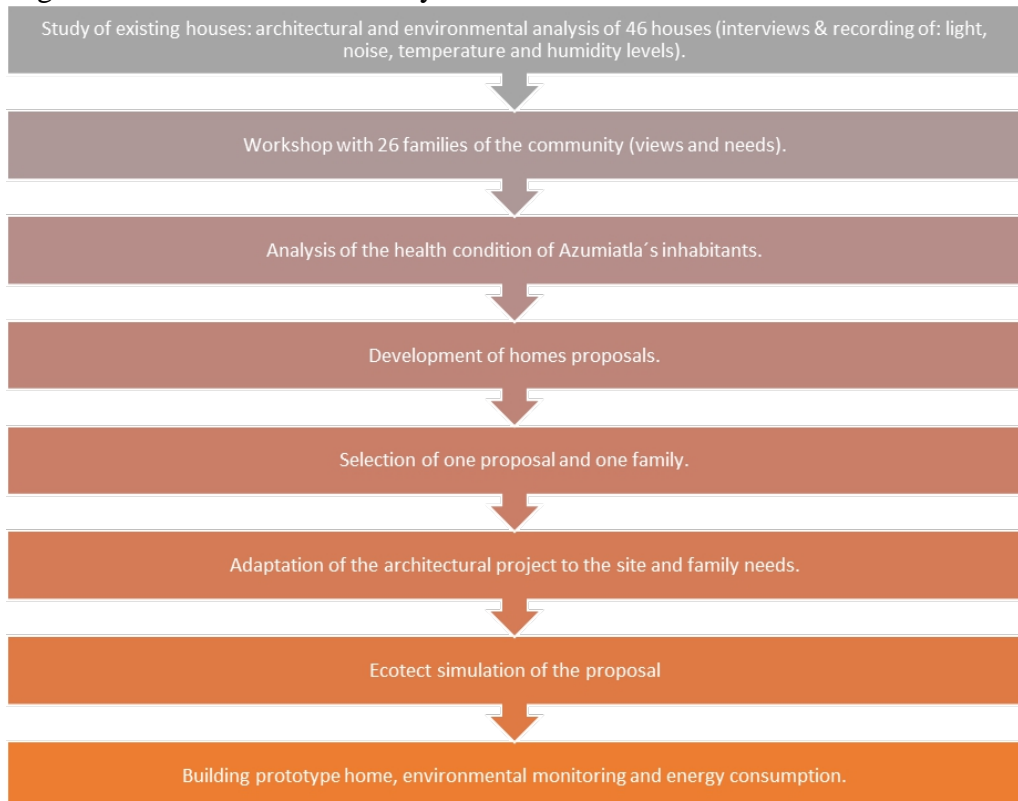 Study of existing houses: architectural and environmental analysis of 46 houses (interviews & recording of: light,
noise, temperature and humidity levels).
Workshop with 26 families of the community (views and needs).
Analysis of the health condition of Azumiatla´s inhabitants.
Development of homes proposals.
Selection of one proposal and one family.
Adaptation of the architectural project to the site and family needs.
Ecotect simulation of the proposal
Building prototype home, environmental monitoring and energy consumption.